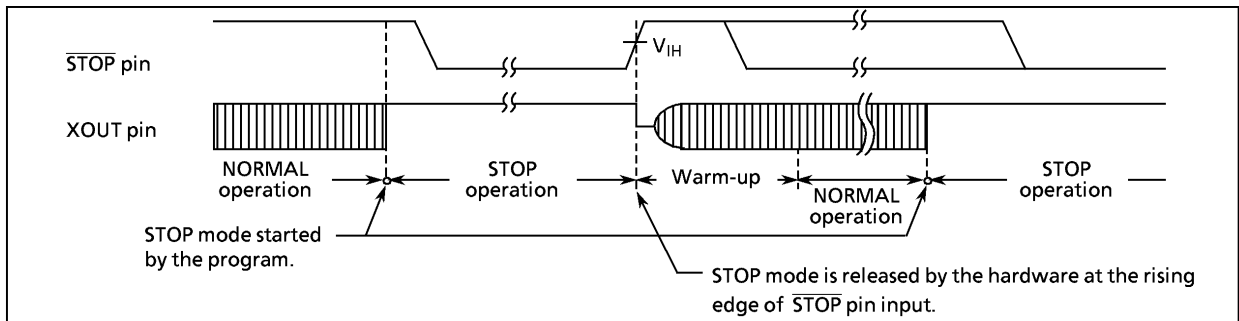 STOP pin
VIH
XOUT pin
NORMAL
operation
STOP
operation
Warm-up
NORMAL
operation
STOP
operation
STOP mode started
by the program.
STOP mode is released by the hardware at the rising
edge of STOP pin input.